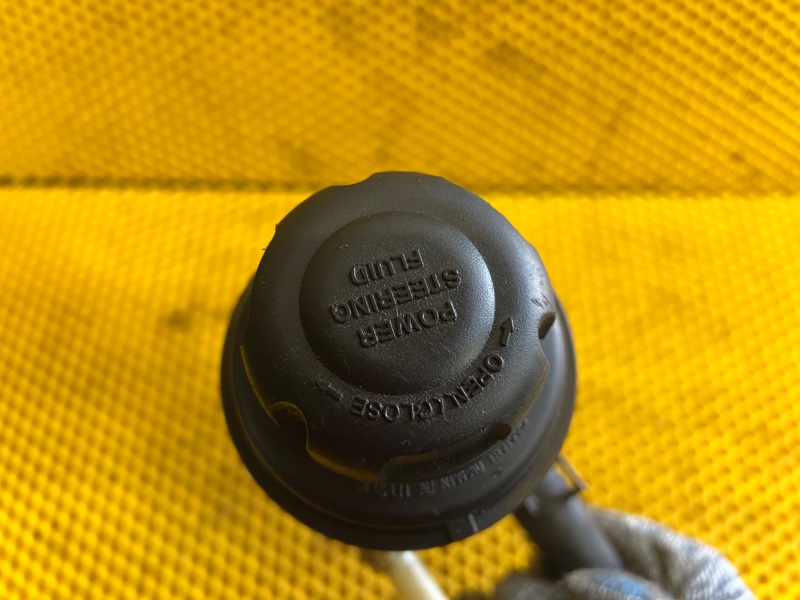 POWER
STEERING
FLUID
← OPEN CLOSE →